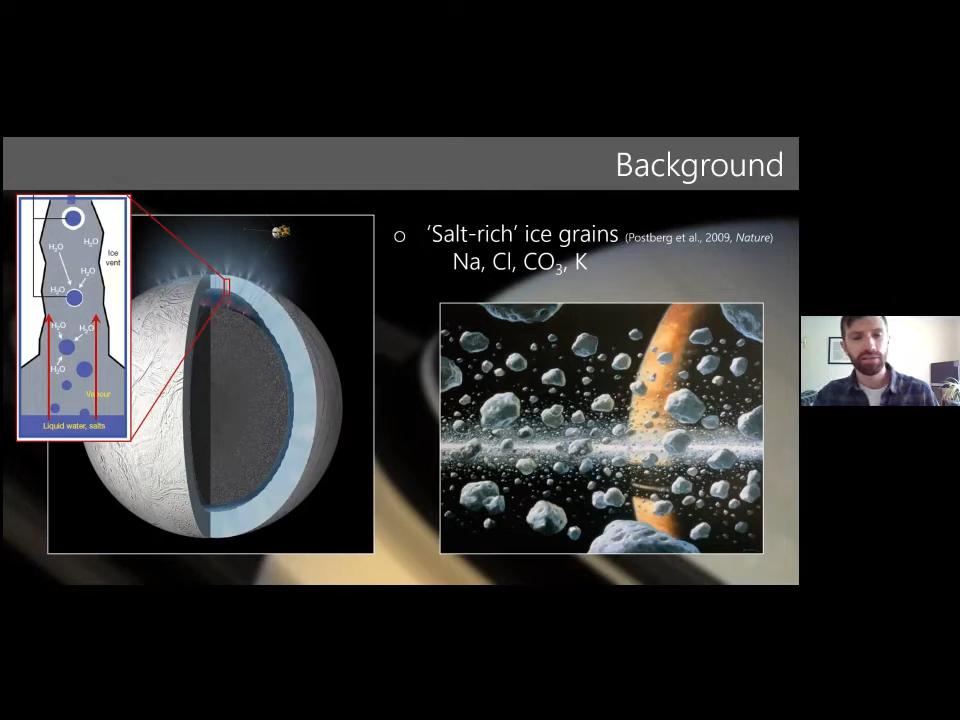 Background
'Salt-rich' ice grains (Postberg et al., 2009, Nature)
Na, Cl, CO₃, K
H₂O
H₂O
Ice
vent
H₂O
H₂O
H₂O
H₂O
H₂O
Vapour
Liquid water, salts